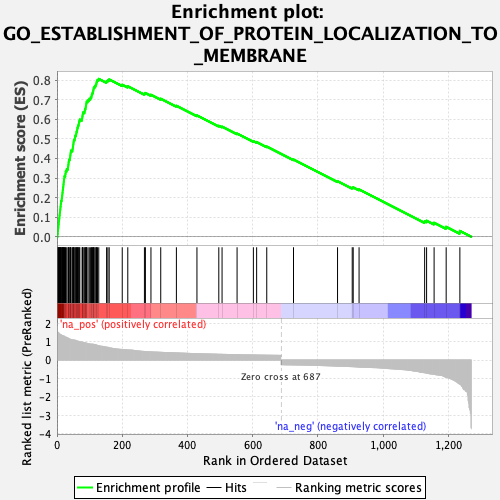 Enrichment plot:
GO_ESTABLISHMENT_OF_PROTEIN_LOCALIZATION_TO
_MEMBRANE
Enrichment score (ES)
0.8
0.7
0.6
0.5
0.4
0.3
0.2
0.1
0.0
'na_pos' (positively correlated)
Ranked list metric (PreRanked)
2
1
0
-1
-2
-3
-4
Zero cross at 687
'na_neg' (negatively correlated)
0 200 400 600 800 1,000 1,200
Rank in Ordered Dataset
Enrichment profile Hits Ranking metric scores